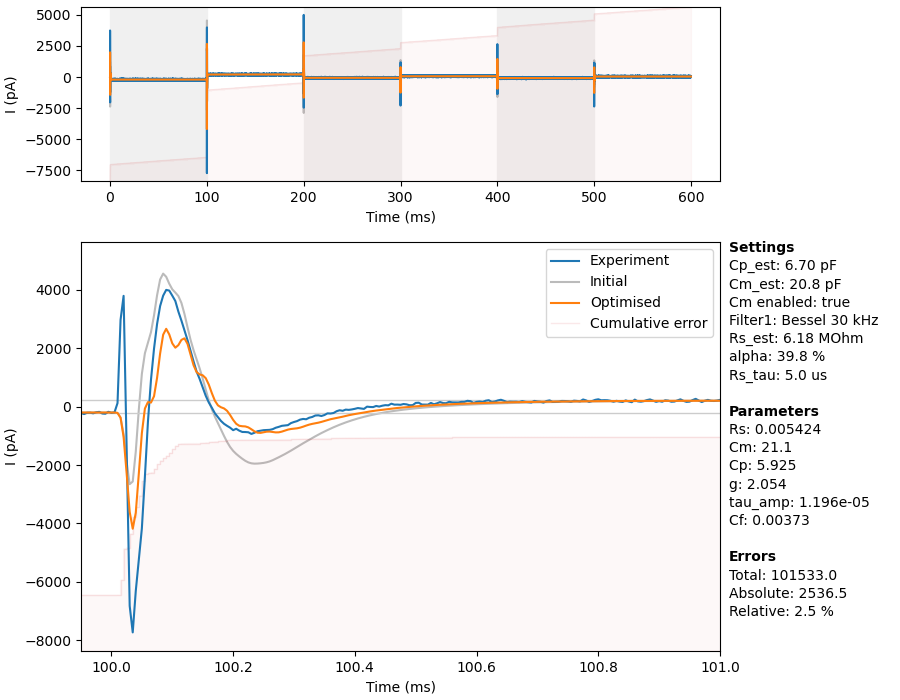 5000
2500
0
−2500
−5000
−7500
I (pA)
0 100 200 300 400 500 600
Time (ms)
4000
2000
0
−2000
−4000
−6000
−8000
I (pA)
100.0 100.2 100.4 100.6 100.8 101.0
Time (ms)
Experiment
Initial
Optimised
Cumulative error
Settings
Cp_est: 6.70 pF
Cm_est: 20.8 pF
Cm enabled: true
Filter1: Bessel 30 kHz
Rs_est: 6.18 MOhm
alpha: 39.8 %
Rs_tau: 5.0 us
Parameters
Rs: 0.005424
Cm: 21.1
Cp: 5.925
g: 2.054
tau_amp: 1.196e-05
Cf: 0.00373
Errors
Total: 101533.0
Absolute: 2536.5
Relative: 2.5 %